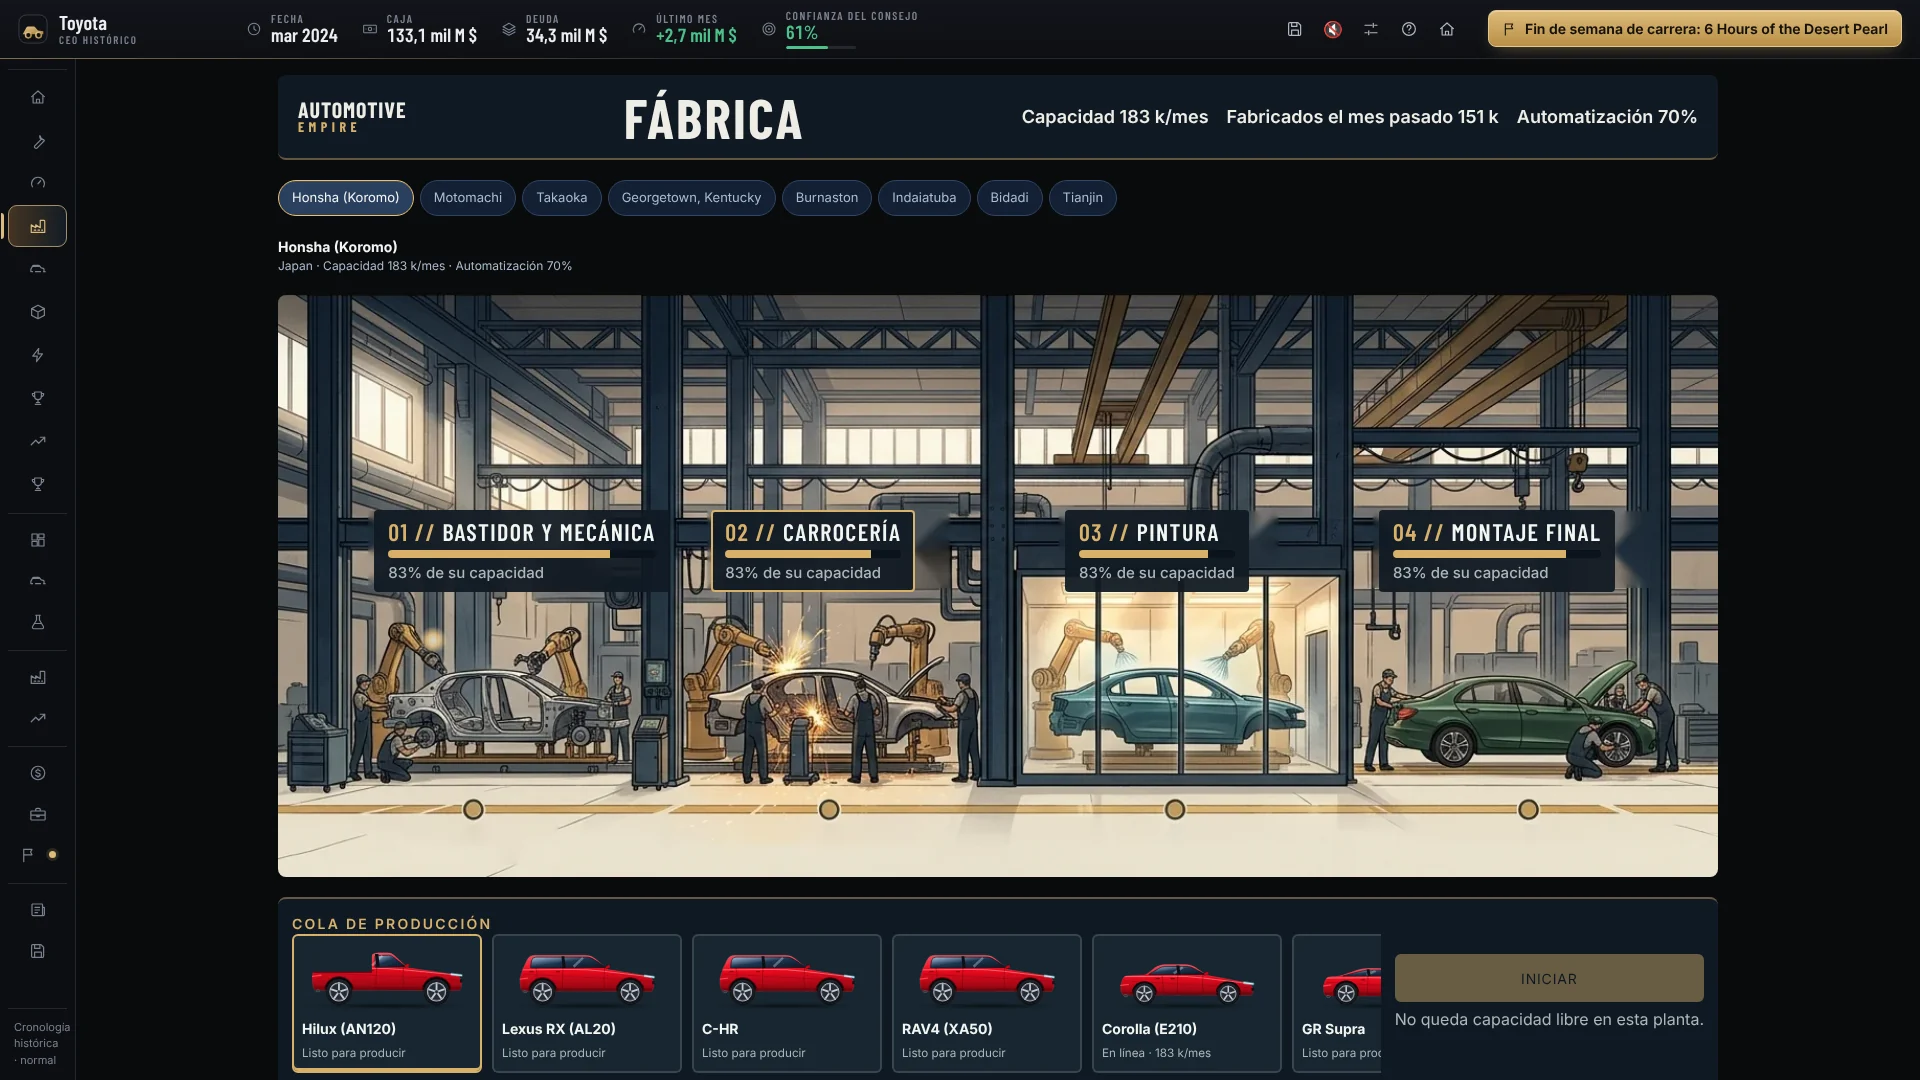 Toyota
CEO HISTÓRICO
FECHA
mar 2024
CAJA
133,1 mil M $
DEUDA
34,3 mil M $
ÚLTIMO MES
+2,7 mil M $
CONFIANZA DEL CONSEJO
61%
Fin de semana de carrera: 6 Hours of the Desert Pearl
AUTOMOTIVE
EMPIRE
FÁBRICA
Capacidad 183 k/mes
Fabricados el mes pasado 151 k
Automatización 70%
Honsha (Koromo)
Motomachi
Takaoka
Georgetown, Kentucky
Burnaston
Indaiatuba
Bidadi
Tianjin
Honsha (Koromo)
Japan · Capacidad 183 k/mes · Automatización 70%
01 // BASTIDOR Y MECÁNICA
83% de su capacidad
02 // CARROCERÍA
83% de su capacidad
03 // PINTURA
83% de su capacidad
04 // MONTAJE FINAL
83% de su capacidad
COLA DE PRODUCCIÓN
Hilux (AN120)
Listo para producir
Lexus RX (AL20)
Listo para producir
C-HR
Listo para producir
RAV4 (XA50)
Listo para producir
Corolla (E210)
En línea · 183 k/mes
GR Supra
Listo para proc
INICIAR
No queda capacidad libre en esta planta.
Cronología
histórica
· normal